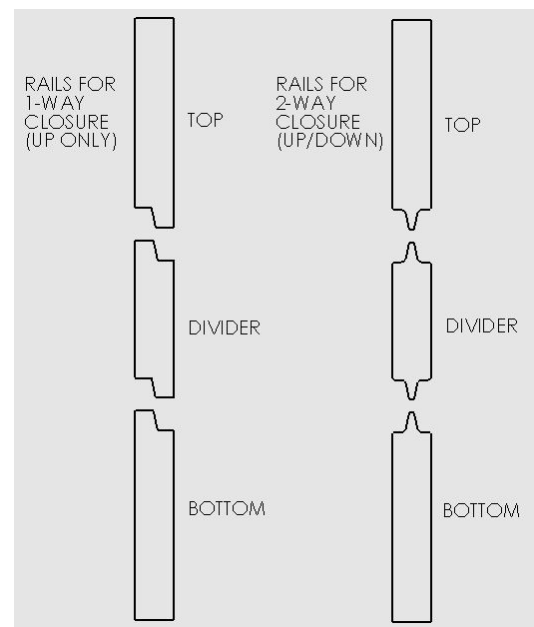 RAILS FOR
1-WAY
CLOSURE
(UP ONLY)
TOP
DIVIDER
BOTTOM
RAILS FOR
2-WAY
CLOSURE
(UP/DOWN)
TOP
DIVIDER
BOTTOM